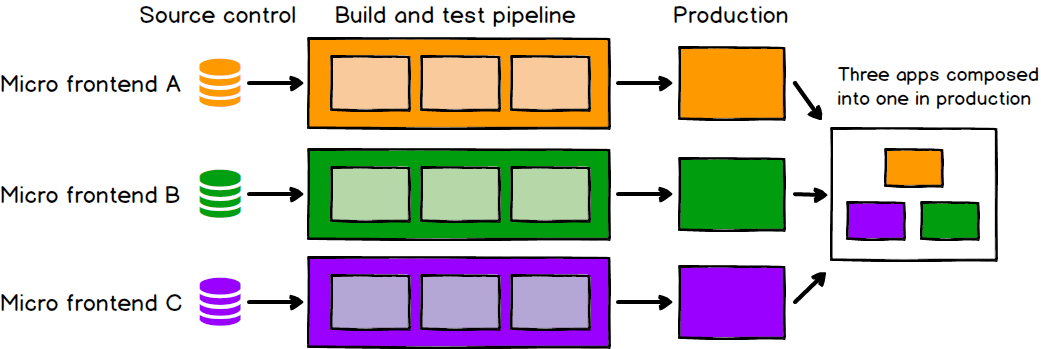 Source control
Build and test pipeline
Production
Micro frontend A
Three apps composed
into one in production
Micro frontend B
Micro frontend C